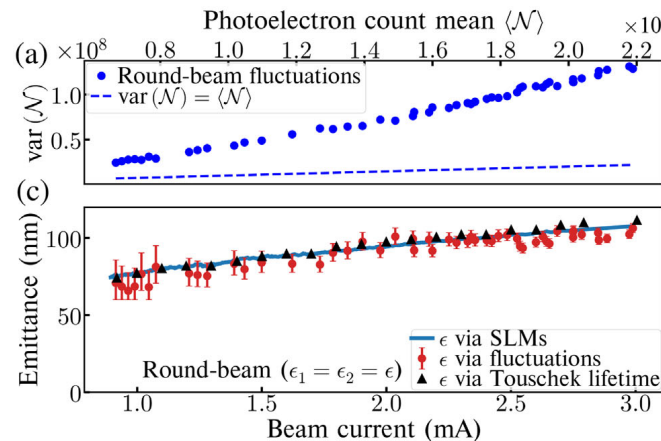 Photoelectron count mean ⟨𝒩⟩
(a) ×10⁸ 0.8 1.0 1.2 1.4 1.6 1.8 2.0 2.2 ×10
Round-beam fluctuations
var(𝒩) = ⟨𝒩⟩
1.0
0.5
var(𝒩)
(c)
100
50
0
Emittance (nm)
ϵ via SLMs
ϵ via fluctuations
ϵ via Touschek lifetime
Round-beam (ϵ₁ = ϵ₂ = ϵ)
1.0 1.5 2.0 2.5 3.0
Beam current (mA)